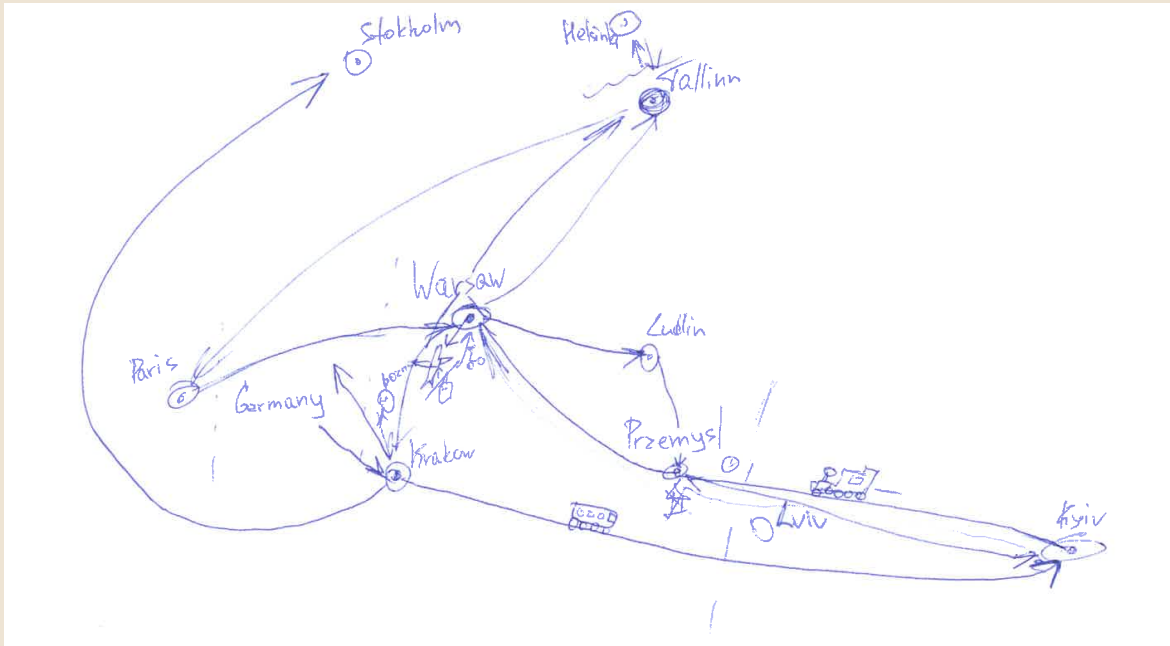 Stokholm
Helsinki
Tallinn
Warsaw
Lublin
Paris
Germany
Krakow
Przemysl
Lviv
Kyiv